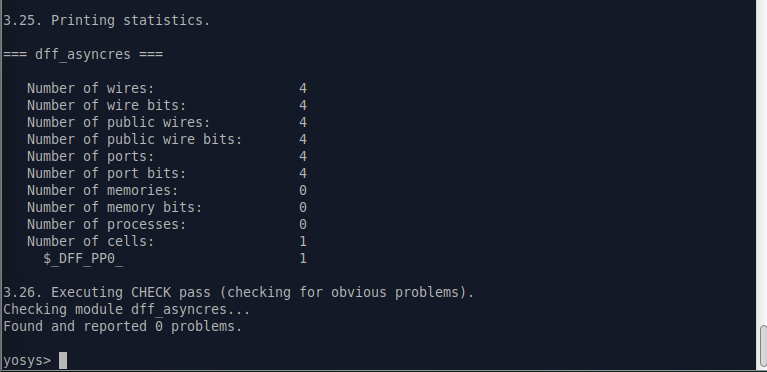 3.25. Printing statistics.
=== dff_asyncres ===
Number of wires: 4
Number of wire bits: 4
Number of public wires: 4
Number of public wire bits: 4
Number of ports: 4
Number of port bits: 4
Number of memories: 0
Number of memory bits: 0
Number of processes: 0
Number of cells: 1
$_DFF_PP0_ 1
3.26. Executing CHECK pass (checking for obvious problems).
Checking module dff_asyncres...
Found and reported 0 problems.
yosys>